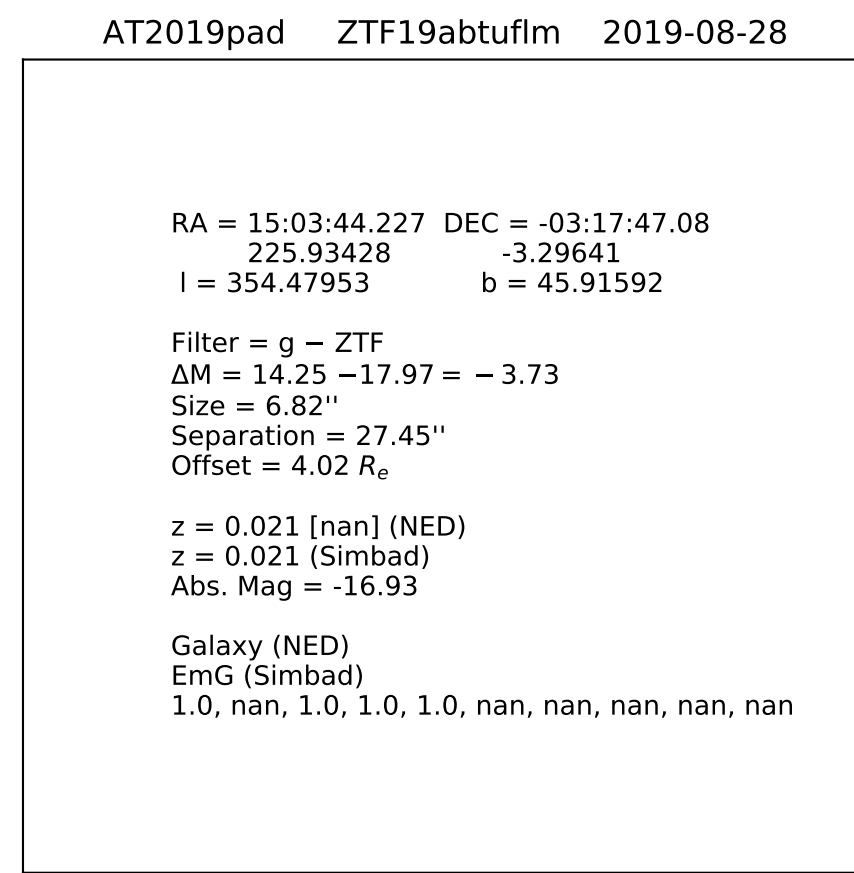 AT2019pad ZTF19abtuflm 2019-08-28
RA = 15:03:44.227 DEC = -03:17:47.08
225.93428 -3.29641
l = 354.47953 b = 45.91592
Filter = g − ZTF
ΔM = 14.25 −17.97 = − 3.73
Size = 6.82''
Separation = 27.45''
Offset = 4.02 Re
z = 0.021 [nan] (NED)
z = 0.021 (Simbad)
Abs. Mag = -16.93
Galaxy (NED)
EmG (Simbad)
1.0, nan, 1.0, 1.0, 1.0, nan, nan, nan, nan, nan